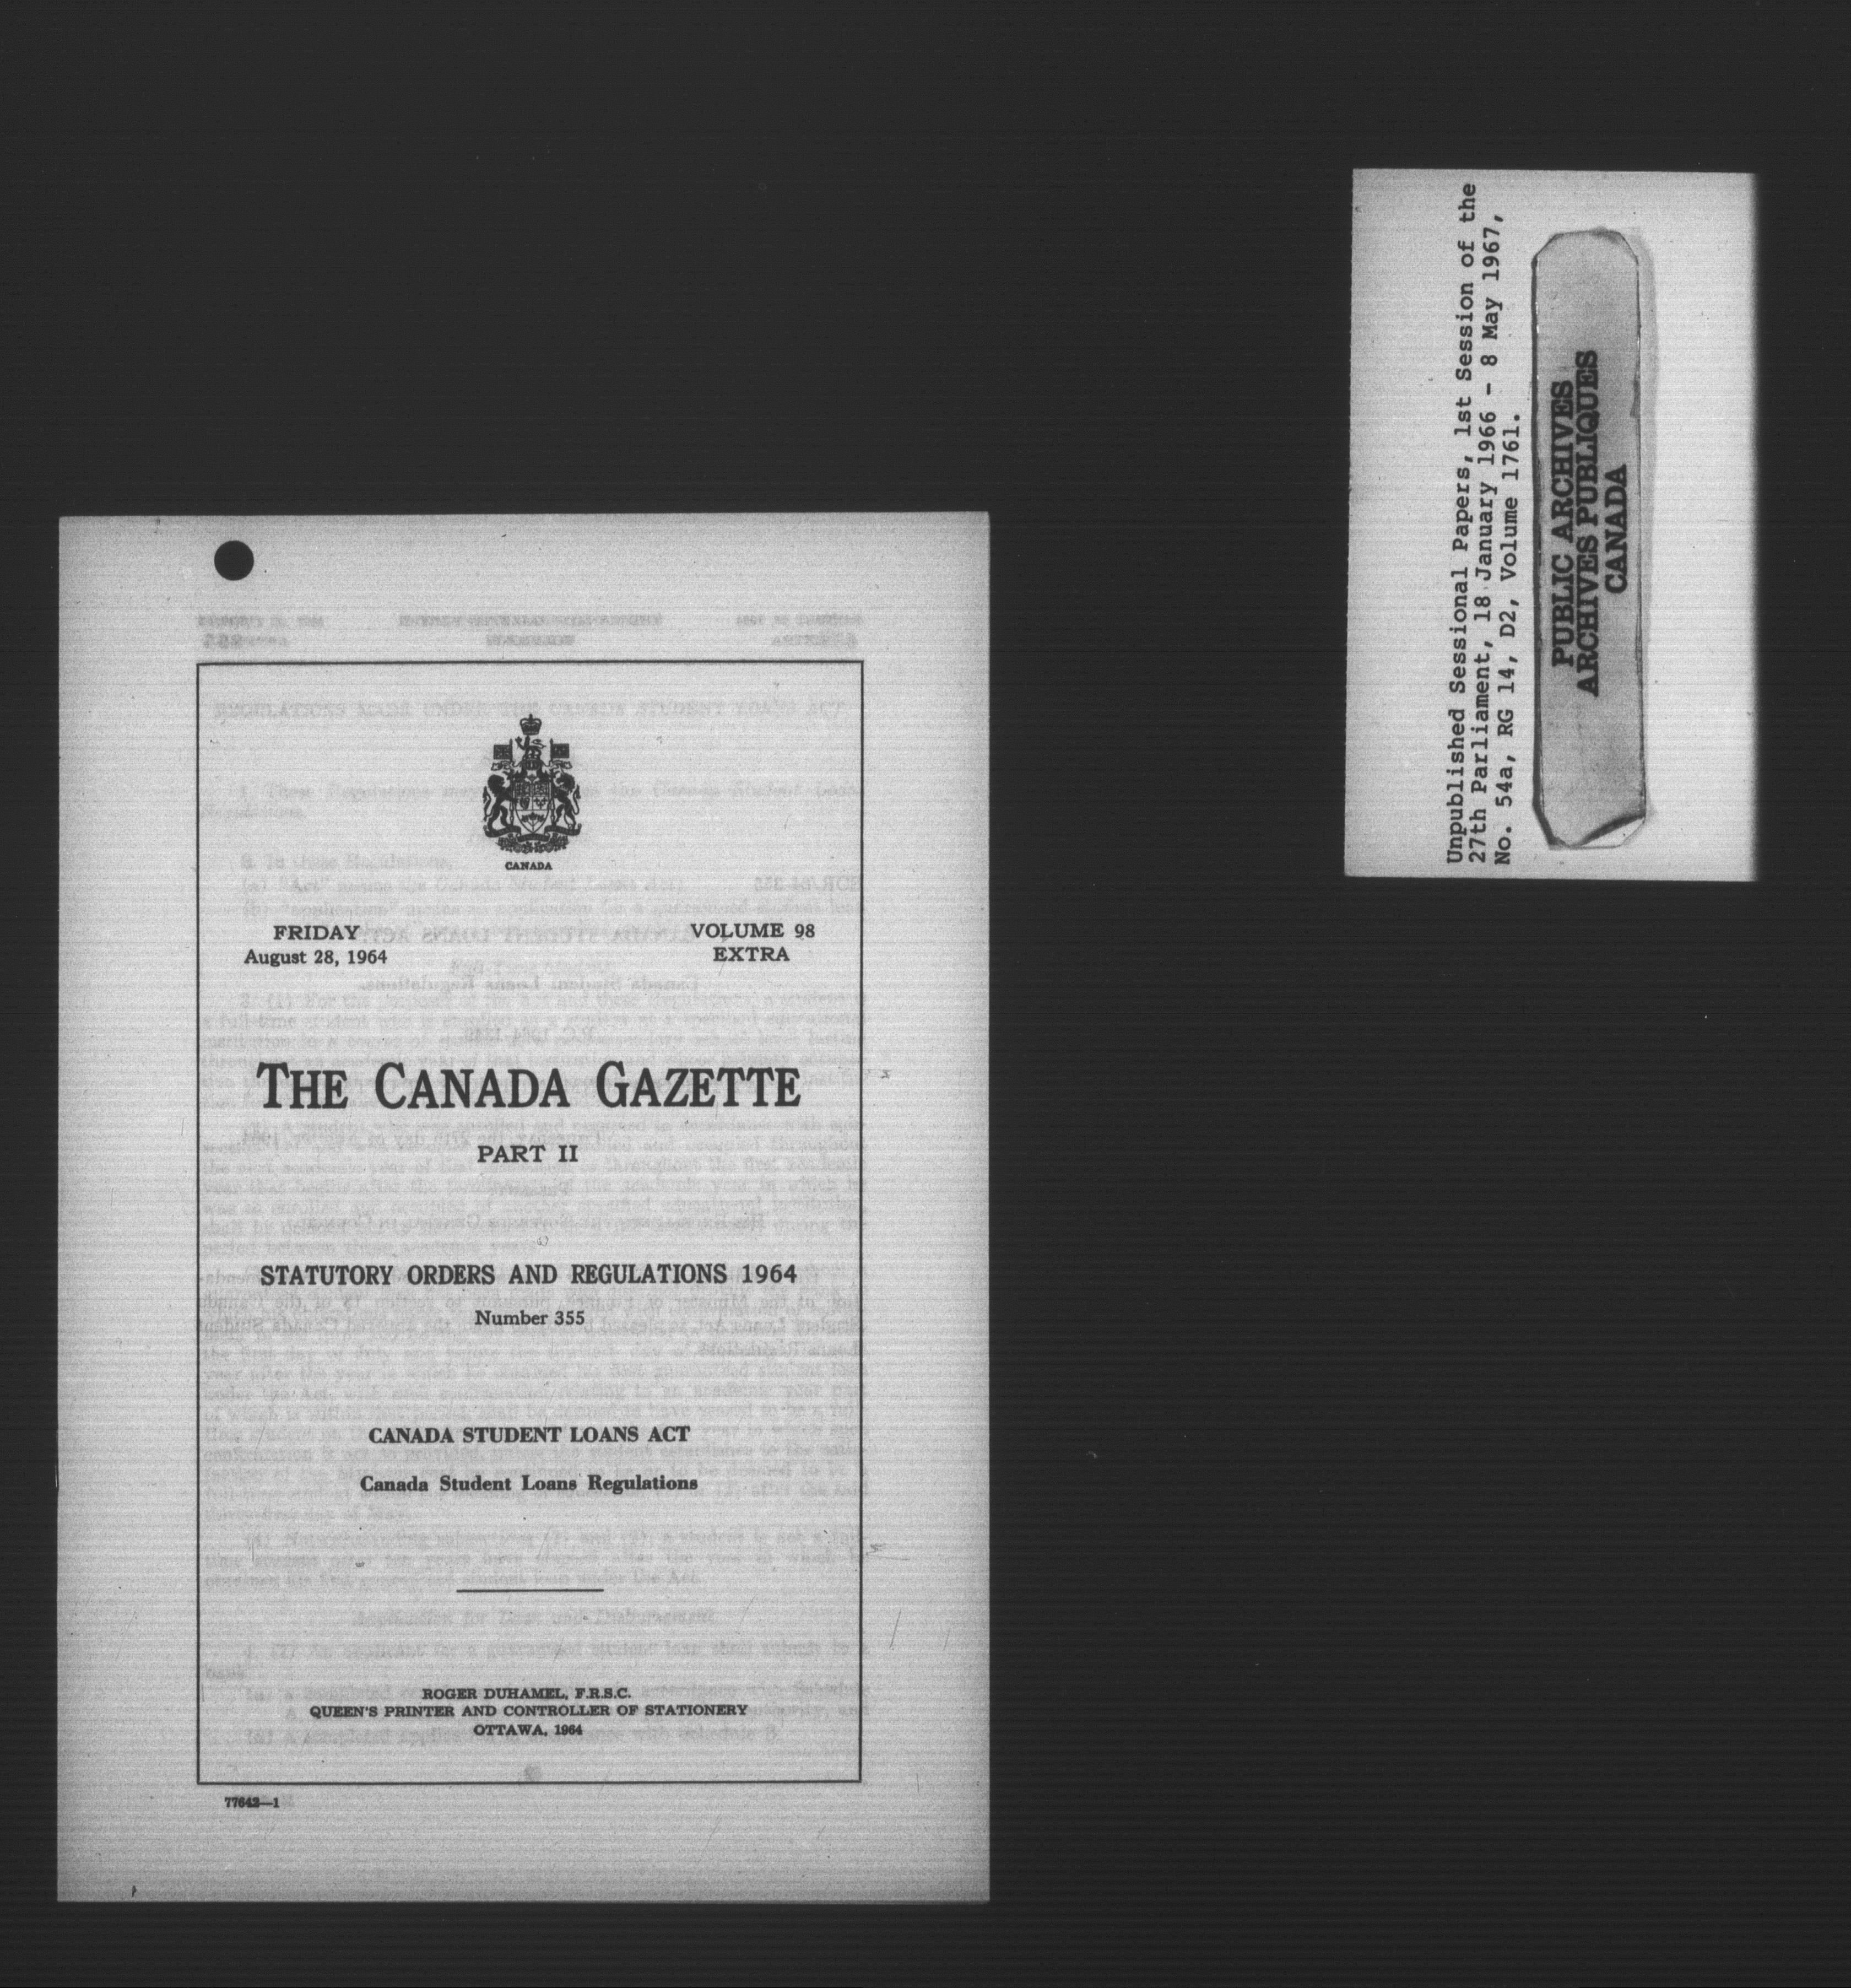 CANADA
FRIDAY
August 28, 1964
VOLUME 98
EXTRA
THE CANADA GAZETTE
PART II
STATUTORY ORDERS AND REGULATIONS 1964
Number 355
CANADA STUDENT LOANS ACT
Canada Student Loans Regulations
ROGER DUHAMEL, F.R.S.C.
QUEEN'S PRINTER AND CONTROLLER OF STATIONERY
OTTAWA, 1964
77642—1
Unpublished Sessional Papers, 1st Session of the
27th Parliament, 18 January 1966 - 8 May 1967,
No. 54a, RG 14, D2, Volume 1761.
PUBLIC ARCHIVES
ARCHIVES PUBLIQUES
CANADA